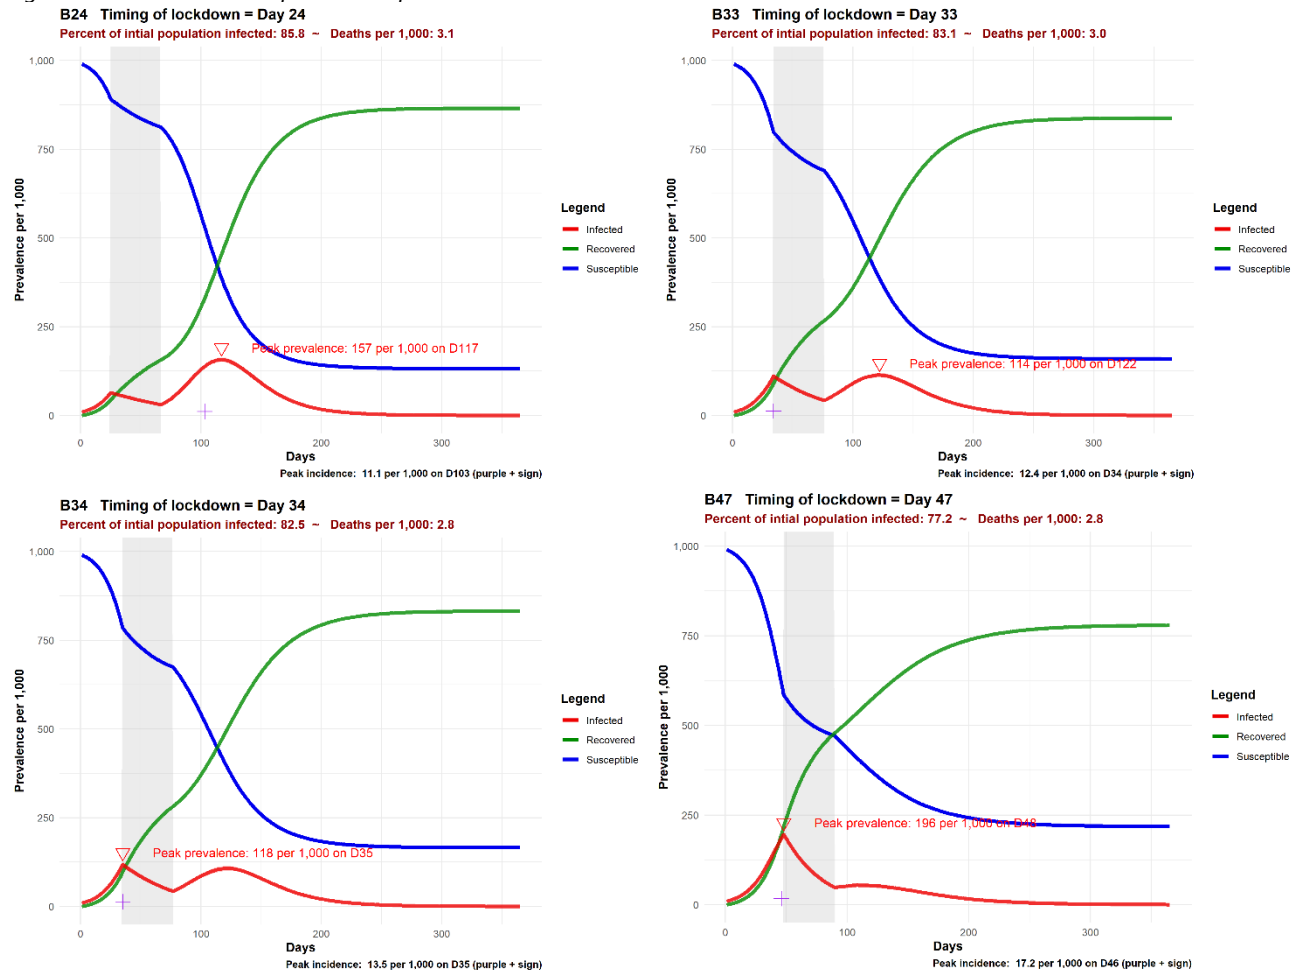 B24 Timing of lockdown = Day 24
Percent of intial population infected: 85.8 ~ Deaths per 1,000: 3.1
Prevalence per 1,000
1,000
750
500
250
0
Peak prevalence: 157 per 1,000 on D117
0 100 200 300
Days
Peak incidence: 11.1 per 1,000 on D103 (purple + sign)
Legend
Infected
Recovered
Susceptible
B33 Timing of lockdown = Day 33
Percent of intial population infected: 83.1 ~ Deaths per 1,000: 3.0
Prevalence per 1,000
1,000
750
500
250
0
Peak prevalence: 114 per 1,000 on D122
0 100 200 300
Days
Peak incidence: 12.4 per 1,000 on D34 (purple + sign)
Legend
Infected
Recovered
Susceptible
B34 Timing of lockdown = Day 34
Percent of intial population infected: 82.5 ~ Deaths per 1,000: 2.8
Prevalence per 1,000
1,000
750
500
250
0
Peak prevalence: 118 per 1,000 on D35
0 100 200 300
Days
Peak incidence: 13.5 per 1,000 on D35 (purple + sign)
Legend
Infected
Recovered
Susceptible
B47 Timing of lockdown = Day 47
Percent of intial population infected: 77.2 ~ Deaths per 1,000: 2.8
Prevalence per 1,000
1,000
750
500
250
0
Peak prevalence: 196 per 1,000 on D48
0 100 200 300
Days
Peak incidence: 17.2 per 1,000 on D46 (purple + sign)
Legend
Infected
Recovered
Susceptible